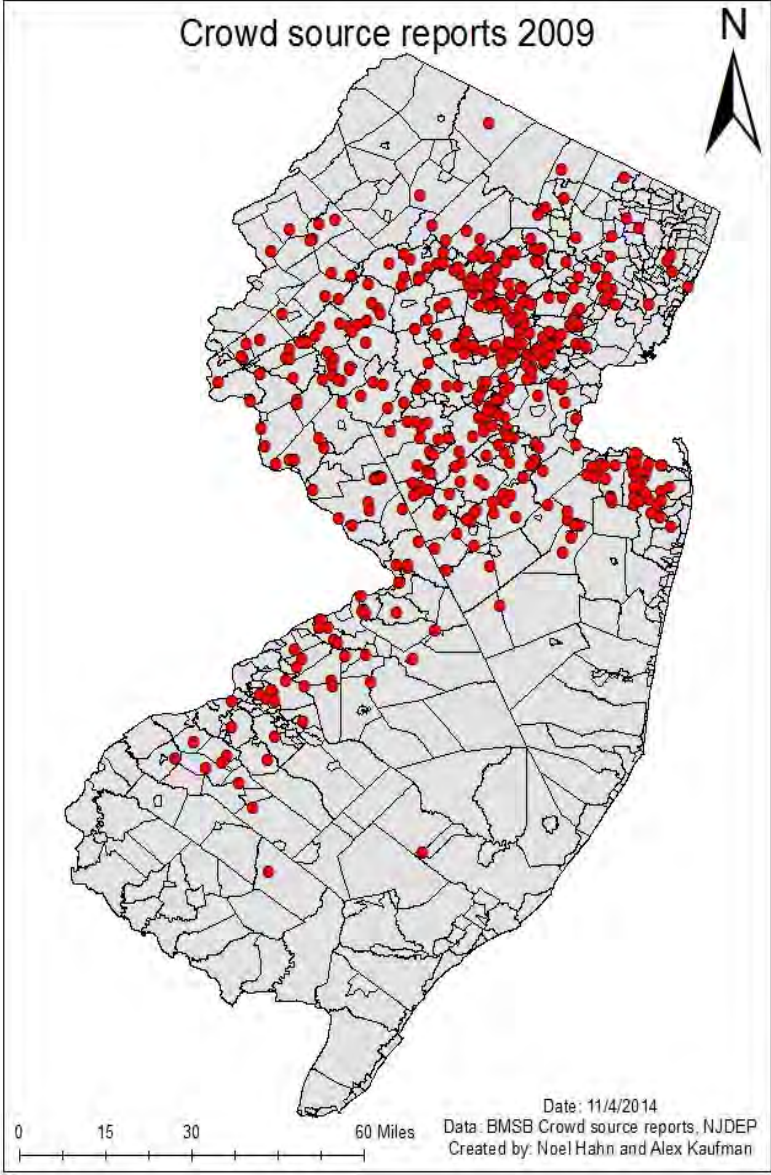 Crowd source reports 2009
N
0 15 30 60 Miles
Date: 11/4/2014
Data: BMSB Crowd source reports, NJDEP
Created by: Noel Hahn and Alex Kaufman